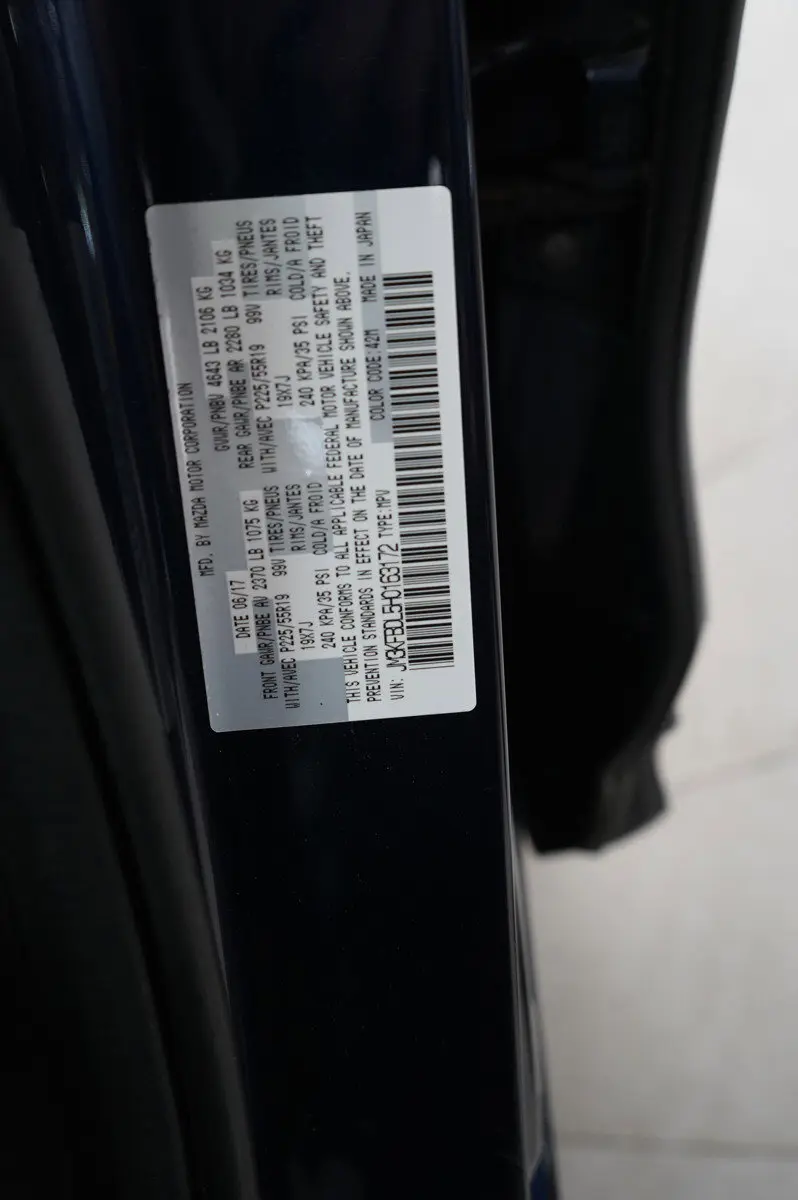 MFD. BY MAZDA MOTOR CORPORATION
DATE 06/17 GVWR/PNBV 4643 LB 2106 KG
FRONT GAWR/PNBE AV 2370 LB 1075 KG REAR GAWR/PNBE AR 2280 LB 1034 KG
WITH/AVEC P225/55R19 99V TIRES/PNEUS WITH/AVEC P225/55R19 99V TIRES/PNEUS
19X7J RIMS/JANTES 19X7J RIMS/JANTES
240 KPA/35 PSI COLD/A FROID 240 KPA/35 PSI COLD/A FROID
THIS VEHICLE CONFORMS TO ALL APPLICABLE FEDERAL MOTOR VEHICLE SAFETY AND THEFT
PREVENTION STANDARDS IN EFFECT ON THE DATE OF MANUFACTURE SHOWN ABOVE.
VIN: JM3KFBDL5H0163172 TYPE:MPV COLOR CODE:42M MADE IN JAPAN